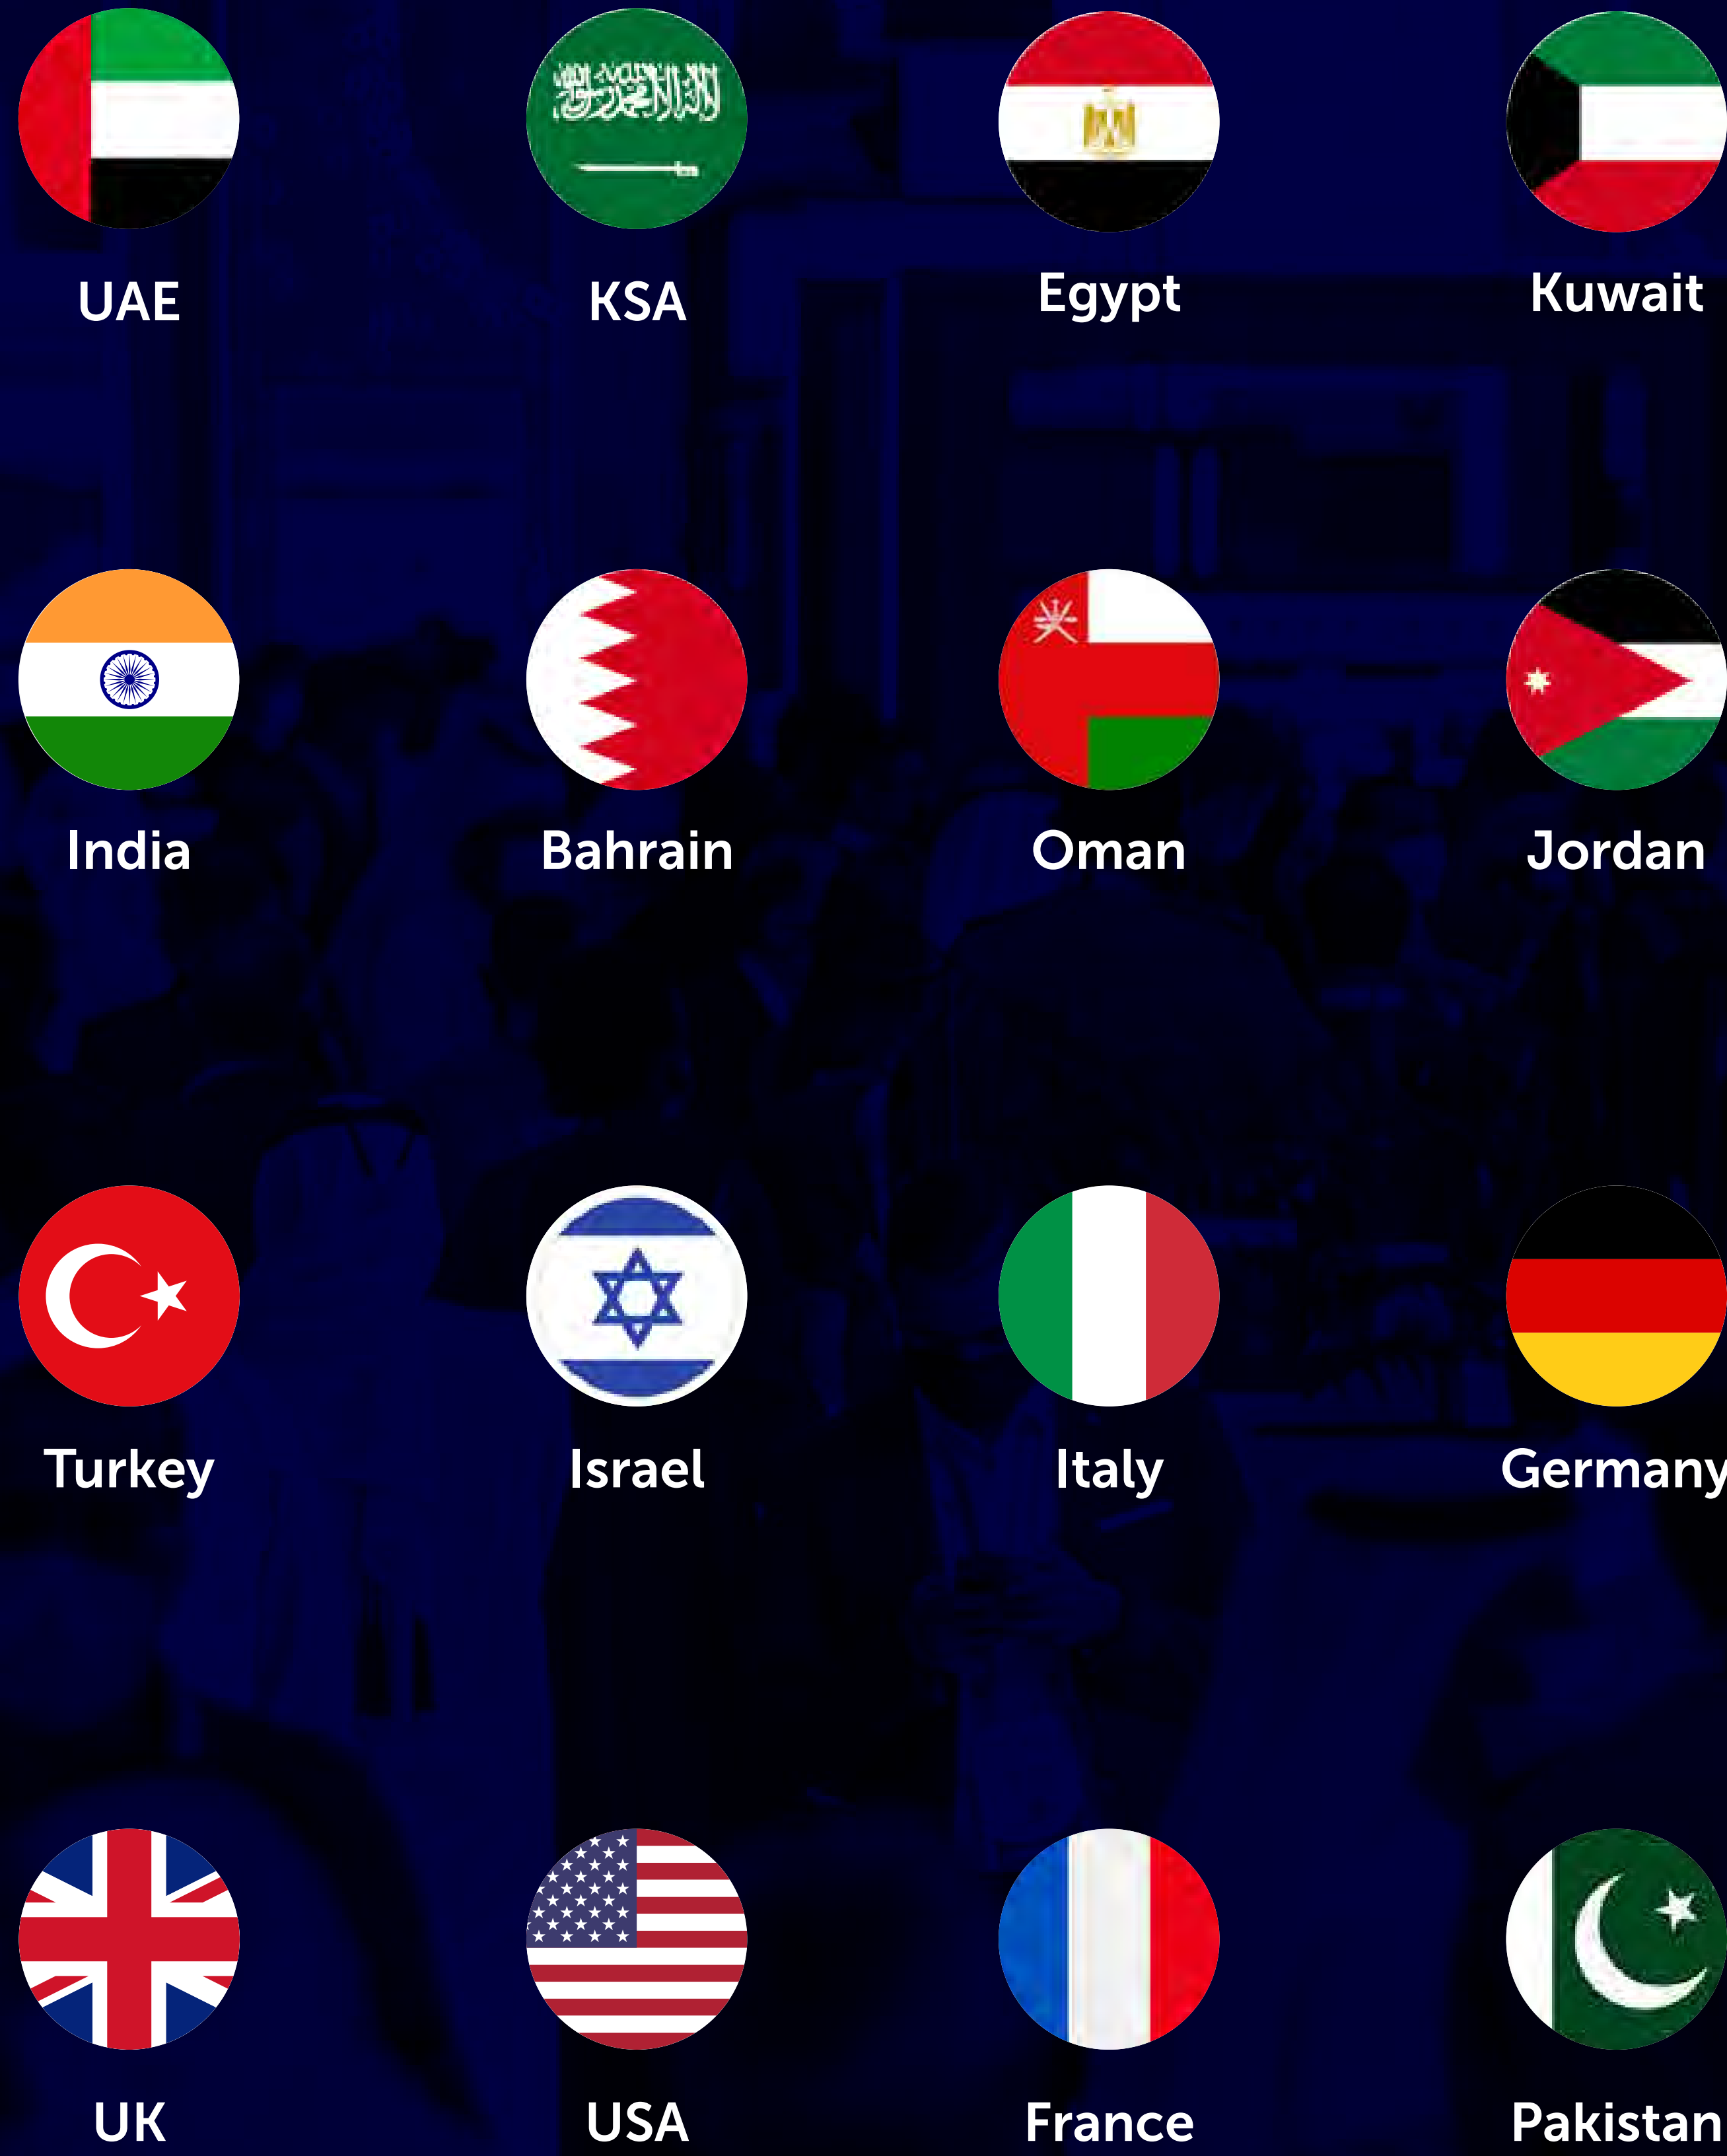 UAE
KSA
Egypt
Kuwait
India
Bahrain
Oman
Jordan
Turkey
Israel
Italy
Germany
UK
USA
France
Pakistan